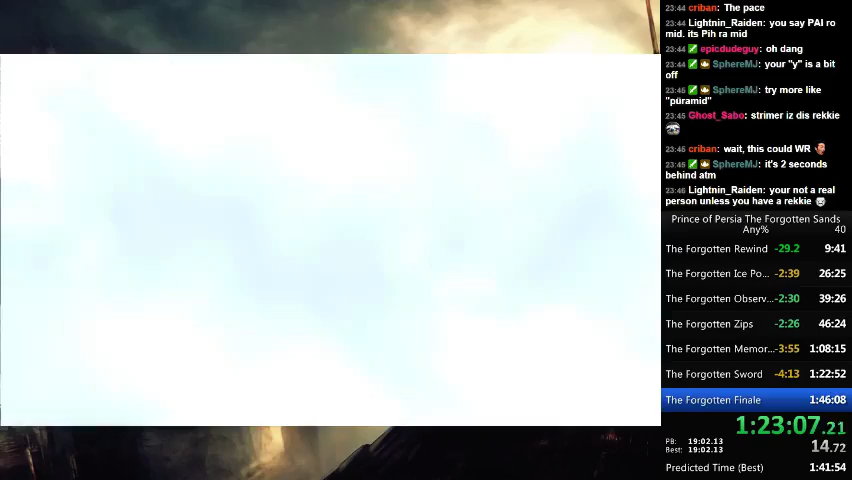 23:44 criban: The pace
23:44 Lightnin_Raiden: you say PAI ro
mid. its Pih ra mid
23:44 epicdudeguy: oh dang
23:44 SphereMJ: your "y" is a bit
off
23:45 SphereMJ: try more like
"püramid"
23:45 Ghost_Sabo: strimer iz dis rekkie
23:45 criban: wait, this could WR
23:45 SphereMJ: it's 2 seconds
behind atm
23:46 Lightnin_Raiden: your not a real
person unless you have a rekkie
Prince of Persia The Forgotten Sands
Any% 40
The Forgotten Rewind -29.2 9:41
The Forgotten Ice Po... -2:39 26:25
The Forgotten Observ... -2:30 39:26
The Forgotten Zips -2:26 46:24
The Forgotten Memor... -3:55 1:08:15
The Forgotten Sword -4:13 1:22:52
The Forgotten Finale 1:46:08
1:23:07.21
PB: 19:02.13 14.72
Best: 19:02.13
Predicted Time (Best) 1:41:54